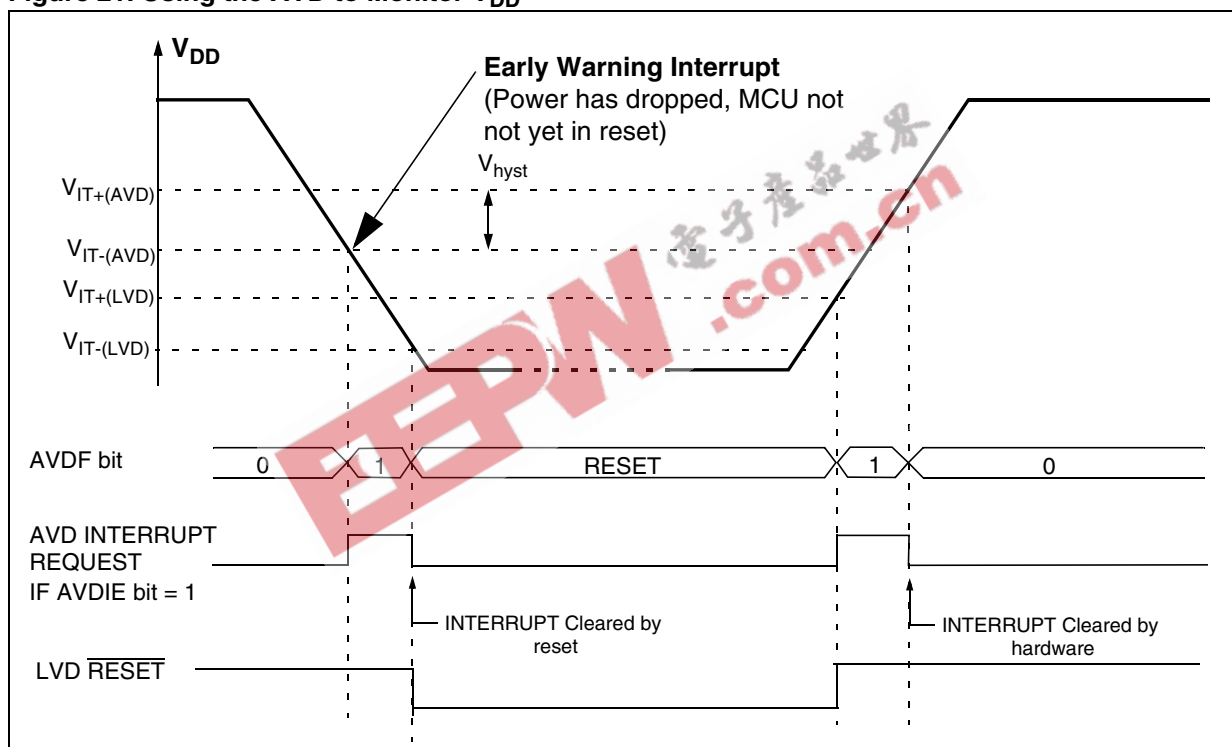 V_DD
Early Warning Interrupt
(Power has dropped, MCU not
not yet in reset)
V_hyst
V_IT+(AVD)
V_IT-(AVD)
V_IT+(LVD)
V_IT-(LVD)
電子產品世界
.com.cn
EEPW
AVDF bit
0
1
RESET
1
0
AVD INTERRUPT
REQUEST
IF AVDIE bit = 1
INTERRUPT Cleared by
reset
INTERRUPT Cleared by
hardware
LVD RESET